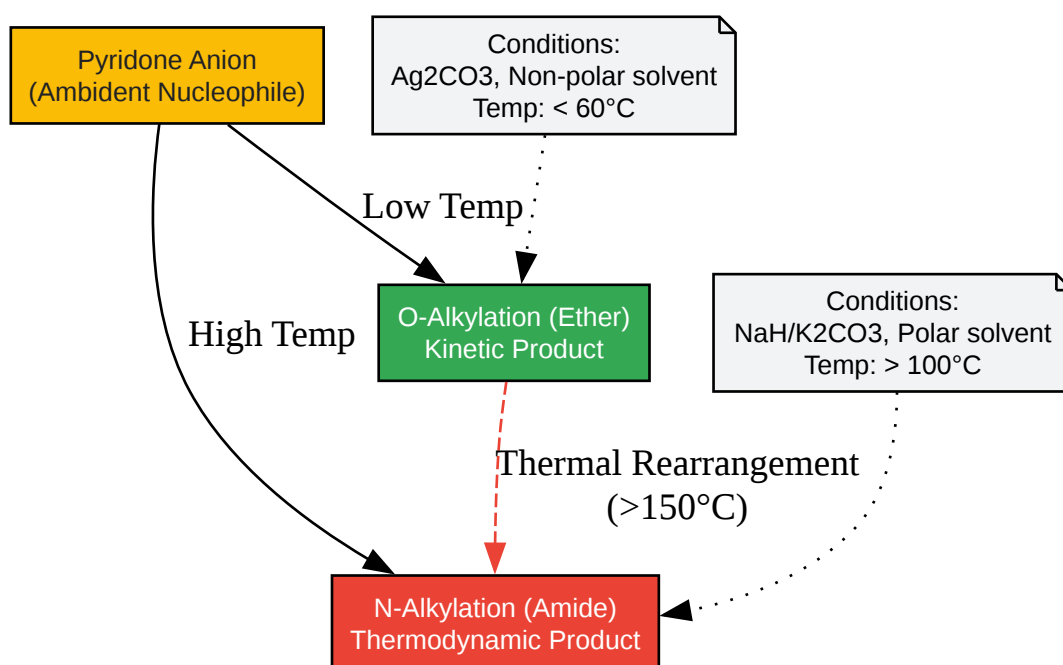 Pyridone Anion
(Ambident Nucleophile)
Conditions:
Ag2CO3, Non-polar solvent
Temp: < 60°C
Low Temp
High Temp
O-Alkylation (Ether)
Kinetic Product
Conditions:
NaH/K2CO3, Polar solvent
Temp: > 100°C
Thermal Rearrangement
(>150°C)
N-Alkylation (Amide)
Thermodynamic Product